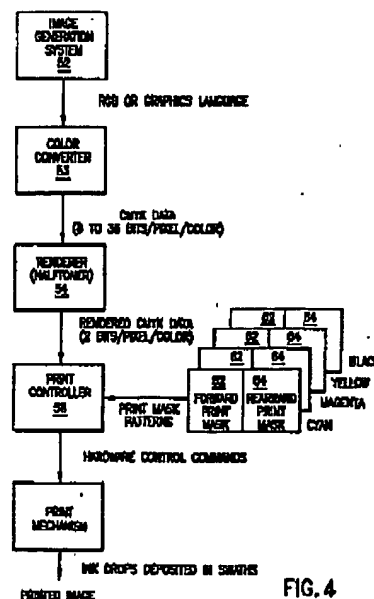 IMAGE
GENERATION
SYSTEM
52
RGB OR GRAPHICS LANGUAGE
COLOR
CONVERTER
53
CMYK DATA
(8 TO 36 BITS/PIXEL/COLOR)
RENDERER
(HALFTONER)
54
RENDERED CMYK DATA
(2 BITS/PIXEL/COLOR)
62 64
BLACK
62 64
YELLOW
62 64
MAGENTA
62 64
FORWARD PRINT MASK
REARWARD PRINT MASK
CYAN
PRINT
CONTROLLER
58
PRINT MASK
PATTERNS
HARDWARE CONTROL COMMANDS
PRINT
MECHANISM
INK DROPS DEPOSITED IN SWATHS
PRINTED IMAGE
FIG. 4